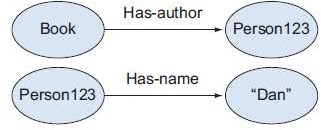 Has-author
Book
Person123
Has-name
Person123
“Dan”